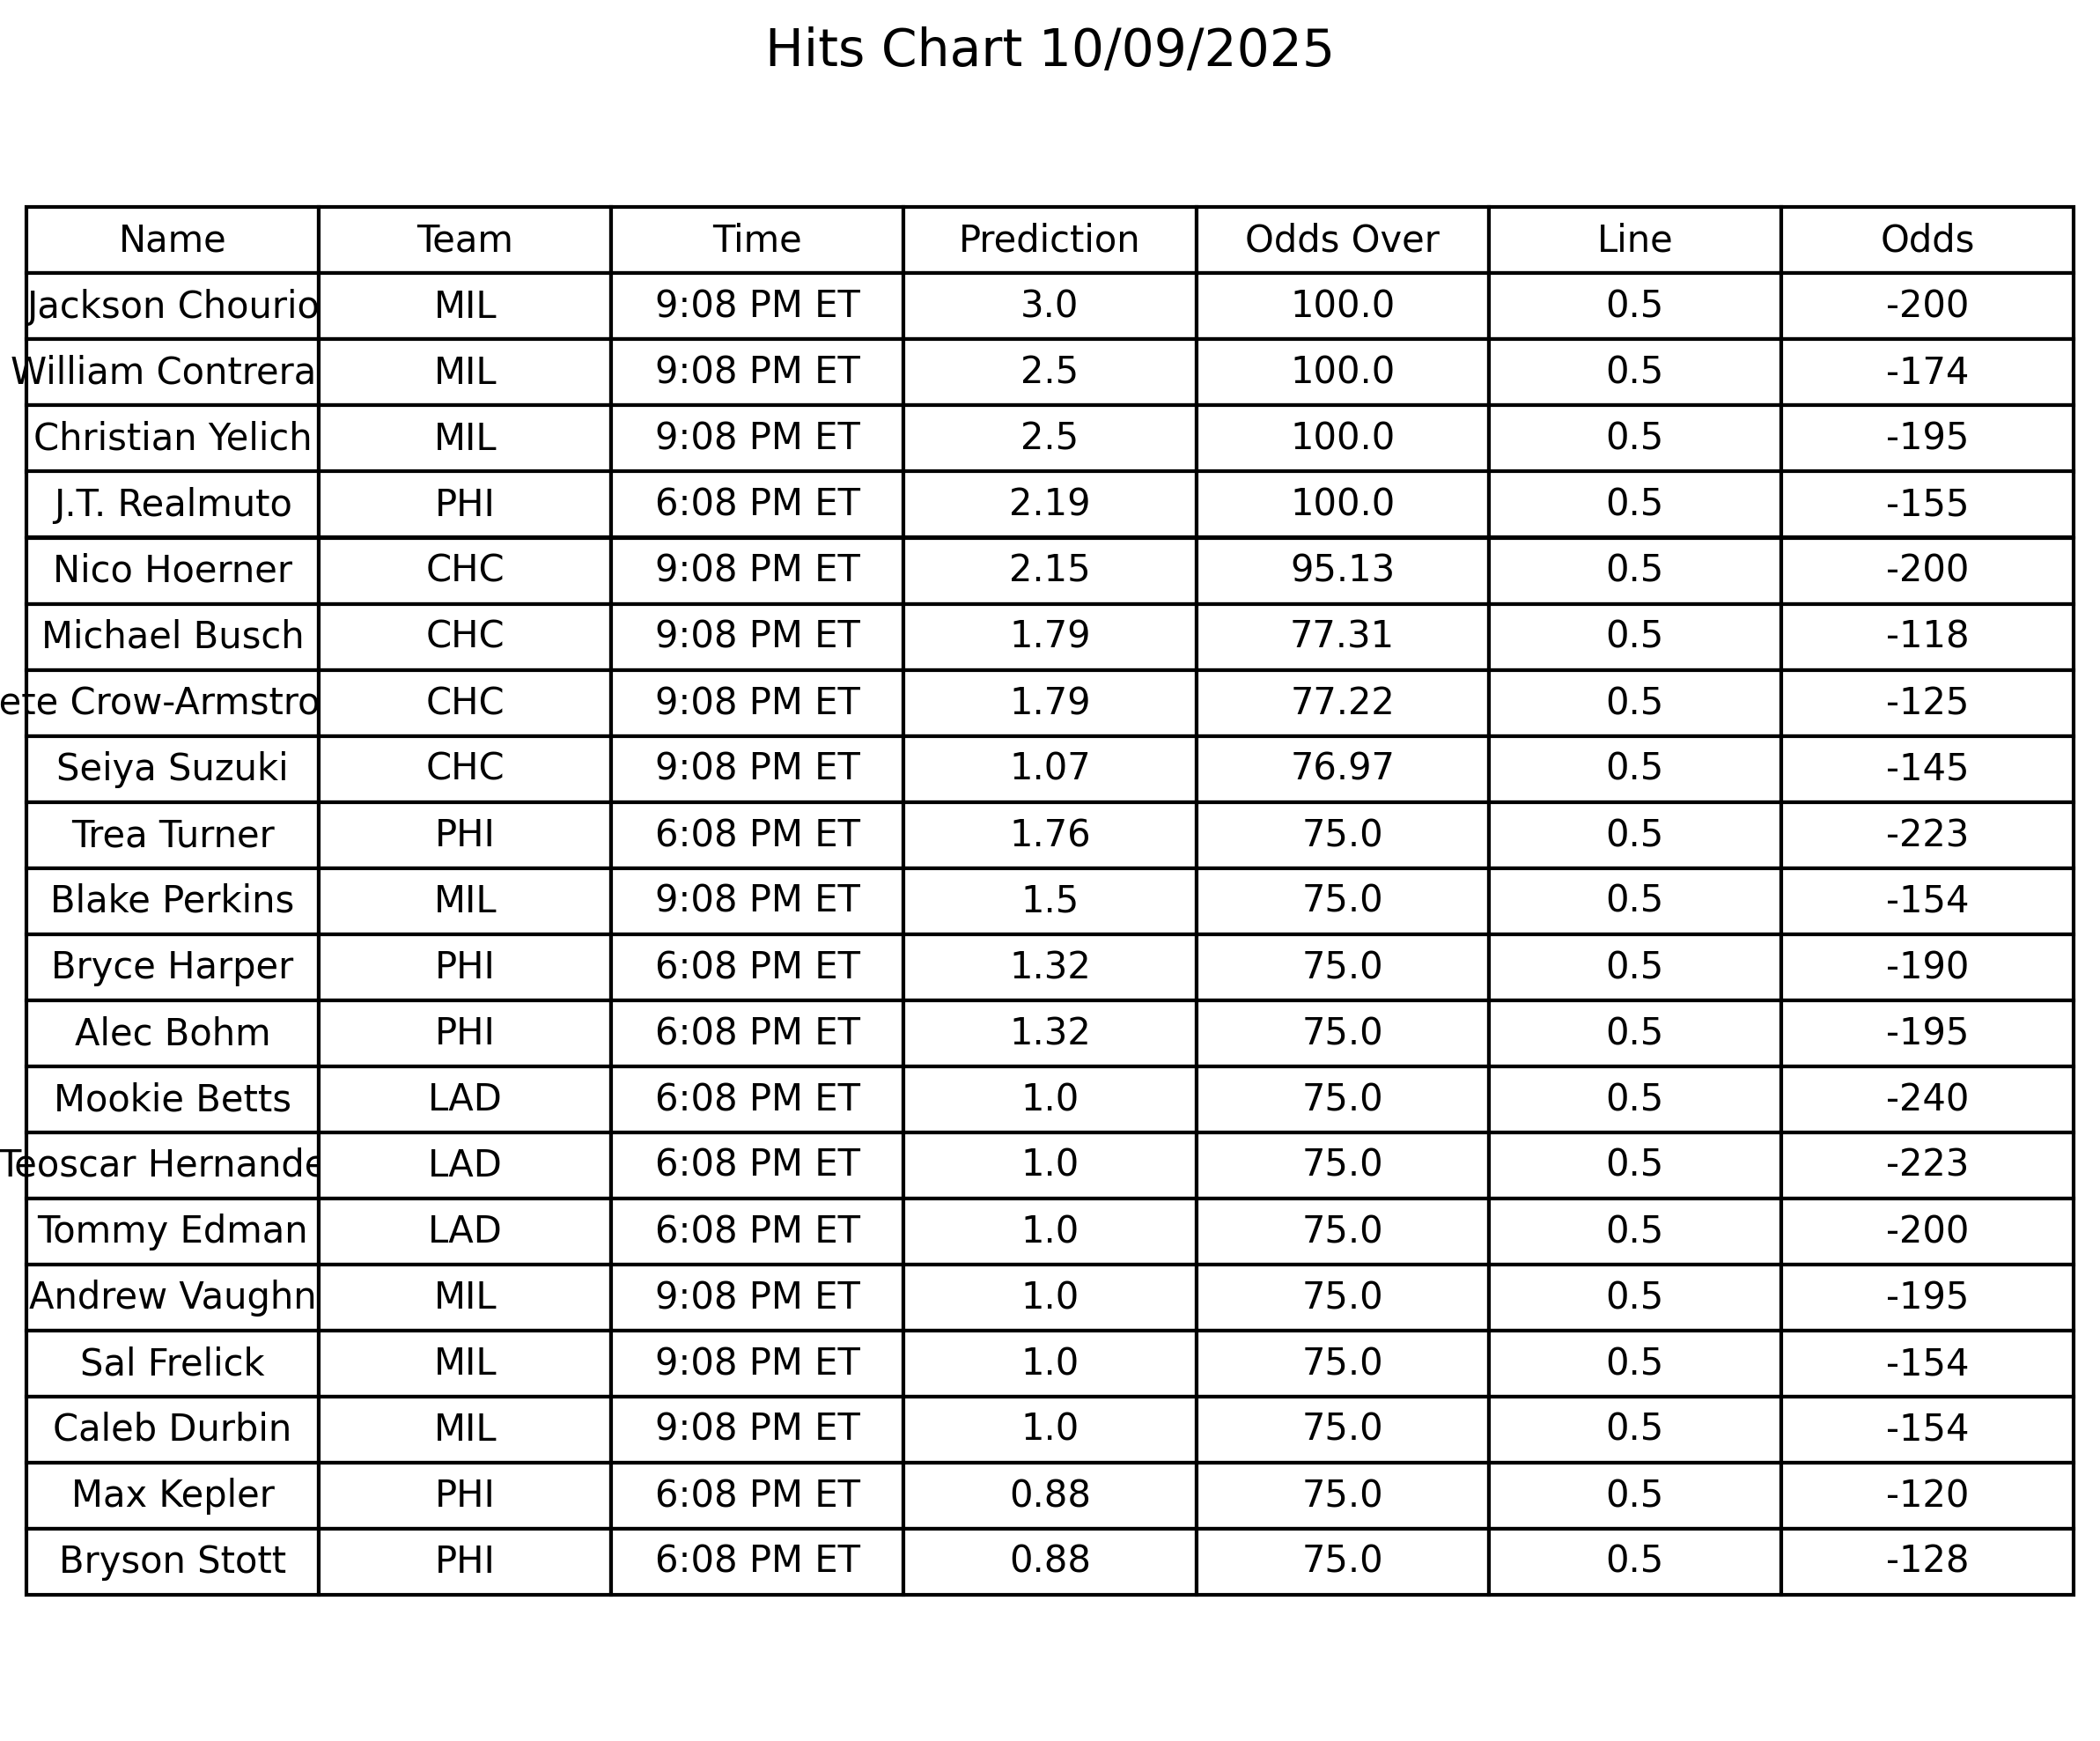 Hits Chart 10/09/2025
Name Team Time Prediction Odds Over Line Odds
Jackson Chourio MIL 9:08 PM ET 3.0 100.0 0.5 -200
William Contrera MIL 9:08 PM ET 2.5 100.0 0.5 -174
Christian Yelich MIL 9:08 PM ET 2.5 100.0 0.5 -195
J.T. Realmuto PHI 6:08 PM ET 2.19 100.0 0.5 -155
Nico Hoerner CHC 9:08 PM ET 2.15 95.13 0.5 -200
Michael Busch CHC 9:08 PM ET 1.79 77.31 0.5 -118
ete Crow-Armstro CHC 9:08 PM ET 1.79 77.22 0.5 -125
Seiya Suzuki CHC 9:08 PM ET 1.07 76.97 0.5 -145
Trea Turner PHI 6:08 PM ET 1.76 75.0 0.5 -223
Blake Perkins MIL 9:08 PM ET 1.5 75.0 0.5 -154
Bryce Harper PHI 6:08 PM ET 1.32 75.0 0.5 -190
Alec Bohm PHI 6:08 PM ET 1.32 75.0 0.5 -195
Mookie Betts LAD 6:08 PM ET 1.0 75.0 0.5 -240
Teoscar Hernande LAD 6:08 PM ET 1.0 75.0 0.5 -223
Tommy Edman LAD 6:08 PM ET 1.0 75.0 0.5 -200
Andrew Vaughn MIL 9:08 PM ET 1.0 75.0 0.5 -195
Sal Frelick MIL 9:08 PM ET 1.0 75.0 0.5 -154
Caleb Durbin MIL 9:08 PM ET 1.0 75.0 0.5 -154
Max Kepler PHI 6:08 PM ET 0.88 75.0 0.5 -120
Bryson Stott PHI 6:08 PM ET 0.88 75.0 0.5 -128